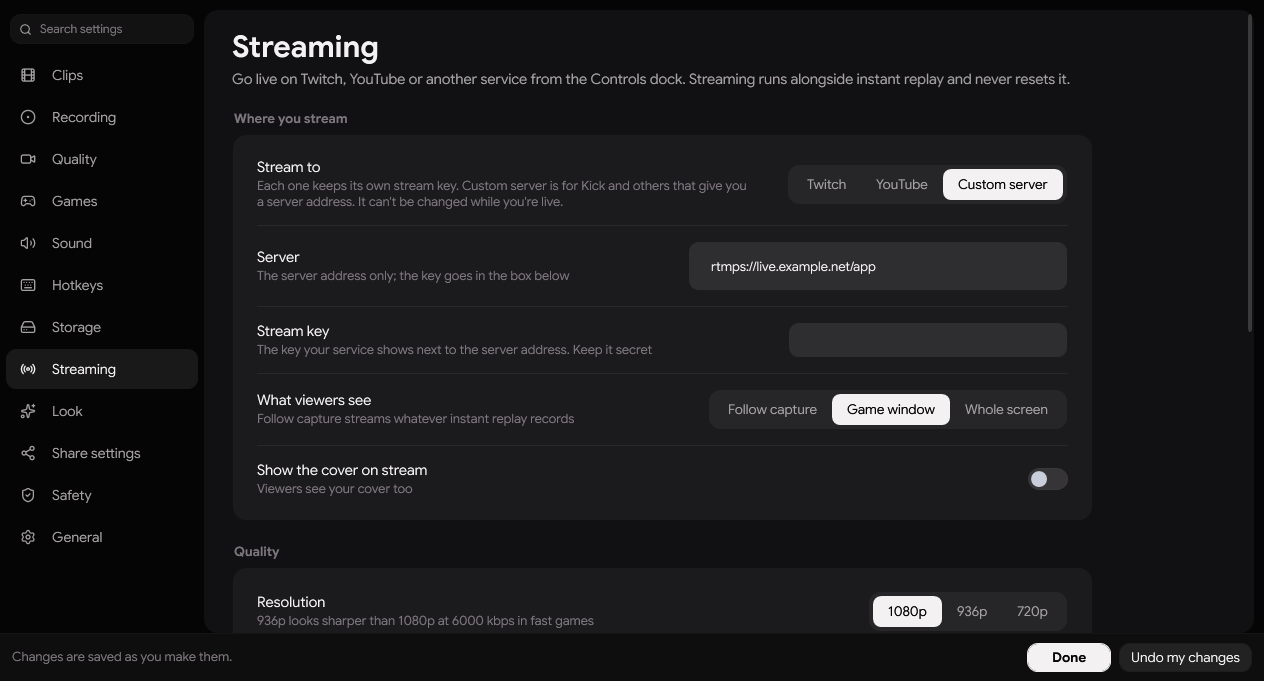 Search settings
Clips
Recording
Quality
Games
Sound
Hotkeys
Storage
Streaming
Look
Share settings
Safety
General
Streaming
Go live on Twitch, YouTube or another service from the Controls dock. Streaming runs alongside instant replay and never resets it.
Where you stream
Stream to
Each one keeps its own stream key. Custom server is for Kick and others that give you
a server address. It can't be changed while you're live.
Twitch YouTube Custom server
Server
The server address only; the key goes in the box below
rtmps://live.example.net/app
Stream key
The key your service shows next to the server address. Keep it secret
What viewers see
Follow capture streams whatever instant replay records
Follow capture Game window Whole screen
Show the cover on stream
Viewers see your cover too
Quality
Resolution
936p looks sharper than 1080p at 6000 kbps in fast games
1080p 936p 720p
Changes are saved as you make them.
Done Undo my changes